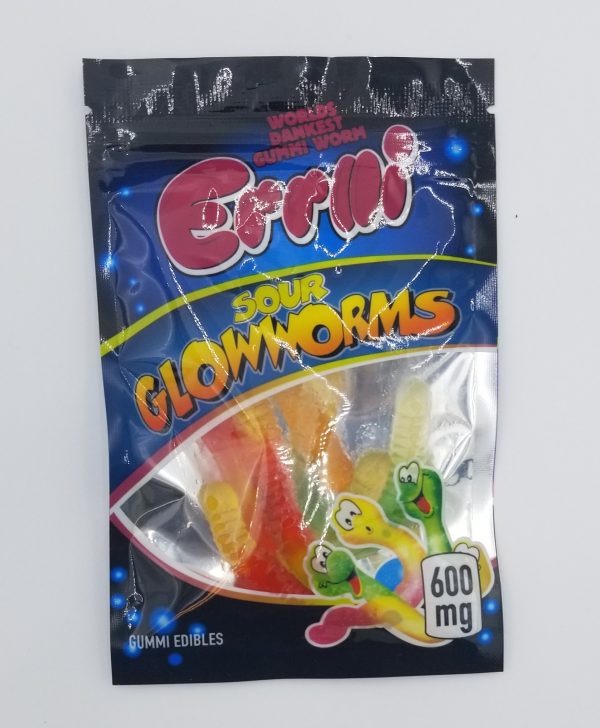 WORLDS
DANKEST
GUMMI WORM
Errlli
SOUR
GLOWWORMS
600
mg
GUMMI EDIBLES